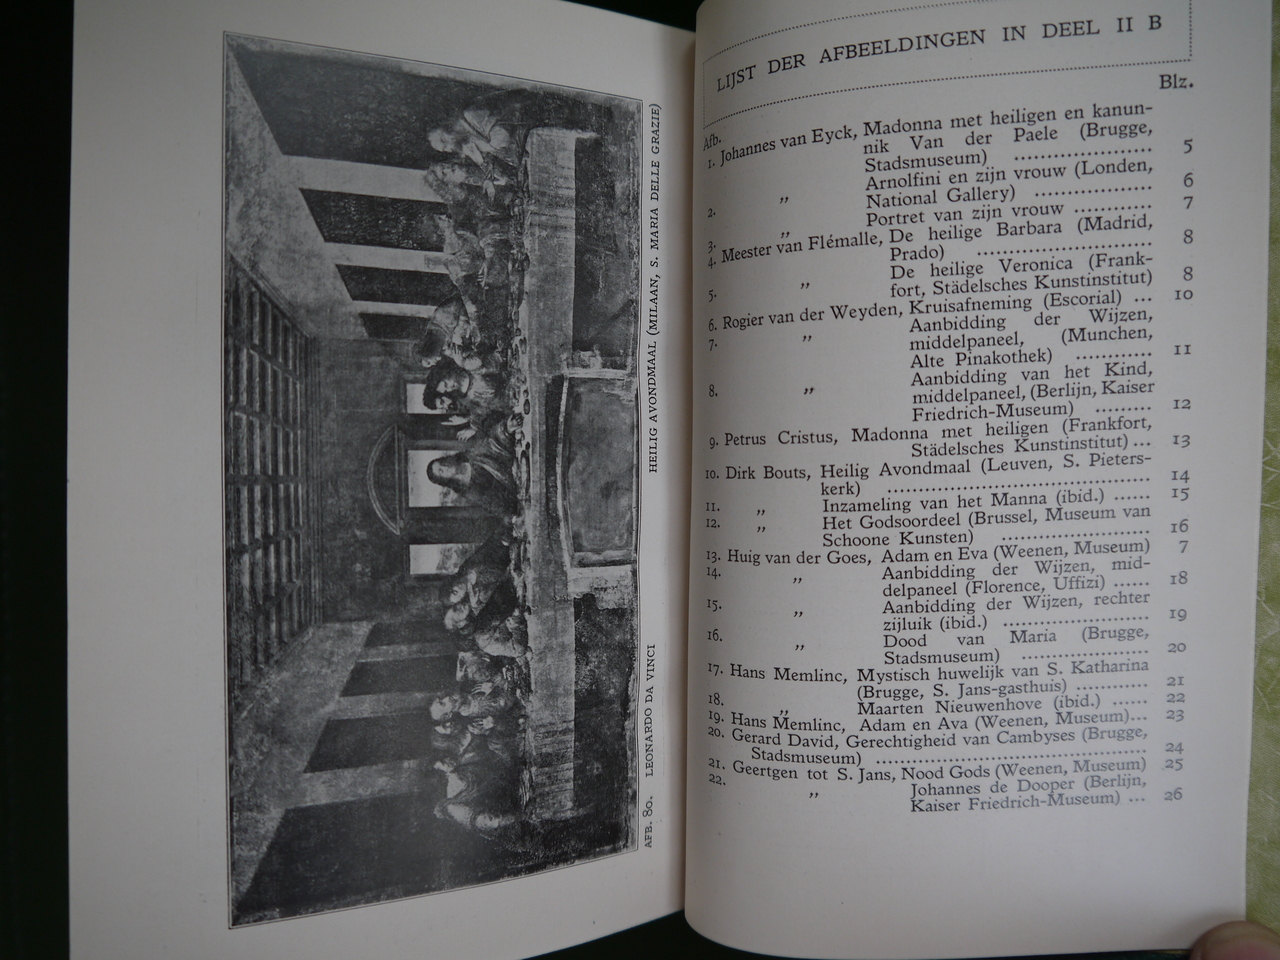 AFB. 80. LEONARDO DA VINCI HEILIG AVONDMAAL (MILAAN, S. MARIA DELLE GRAZIE)
LIJST DER AFBEELDINGEN IN DEEL II B
Afb. Blz.
1. Johannes van Eyck, Madonna met heiligen en kanun-
nik Van der Paele (Brugge,
Stadsmuseum) .................... 5
2. „ Arnolfini en zijn vrouw (Londen,
National Gallery) ................ 6
3. „ Portret van zijn vrouw ........... 7
4. Meester van Flémalle, De heilige Barbara (Madrid,
Prado) ........................ 8
5. „ De heilige Veronica (Frank-
fort, Städelsches Kunstinstitut) 8
6. Rogier van der Weyden, Kruisafneming (Escorial) ... 10
7. „ Aanbidding der Wijzen,
middelpaneel, (Munchen,
Alte Pinakothek) ........... 11
8. „ Aanbidding van het Kind,
middelpaneel, (Berlijn, Kaiser
Friedrich-Museum) ......... 12
9. Petrus Cristus, Madonna met heiligen (Frankfort,
Städelsches Kunstinstitut) ... 13
10. Dirk Bouts, Heilig Avondmaal (Leuven, S. Pieters-
kerk) ...................................... 14
11. „ Inzameling van het Manna (ibid.) ...... 15
12. „ Het Godsoordeel (Brussel, Museum van
Schoone Kunsten) ....................... 16
13. Huig van der Goes, Adam en Eva (Weenen, Museum) 7
14. „ Aanbidding der Wijzen, mid-
delpaneel (Florence, Uffizi) ...... 18
15. „ Aanbidding der Wijzen, rechter
zijluik (ibid.) ..................... 19
16. „ Dood van Maria (Brugge,
Stadsmuseum) .................... 20
17. Hans Memlinc, Mystisch huwelijk van S. Katharina
(Brugge, S. Jans-gasthuis) ........... 21
18. „ Maarten Nieuwenhove (ibid.) ...... 22
19. Hans Memlinc, Adam en Ava (Weenen, Museum)... 23
20. Gerard David, Gerechtigheid van Cambyses (Brugge,
Stadsmuseum) .................................... 24
21. Geertgen tot S. Jans, Nood Gods (Weenen, Museum) 25
22. „ Johannes de Dooper (Berlijn,
Kaiser Friedrich-Museum) ... 26